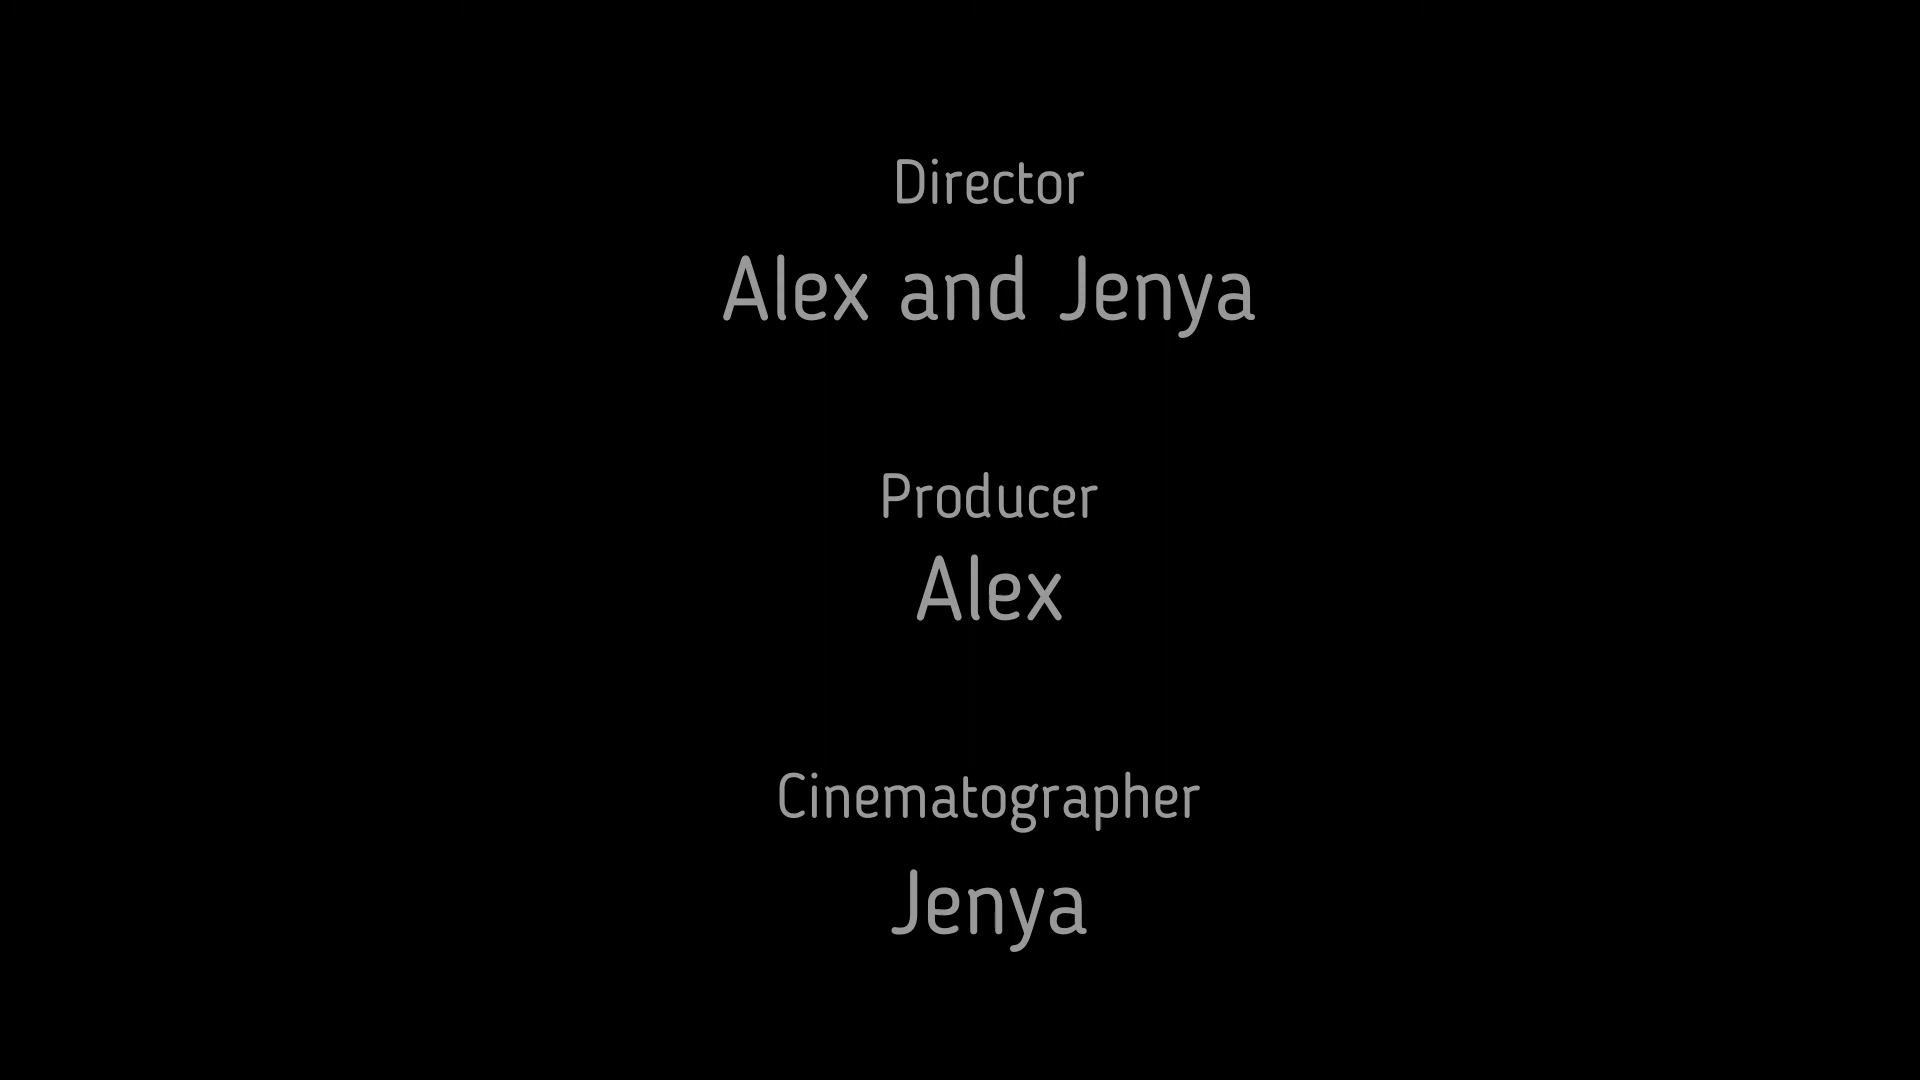 Director
Alex and Jenya
Producer
Alex
Cinematographer
Jenya